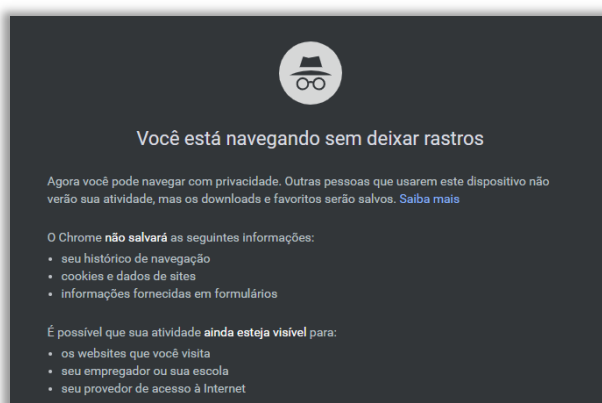 Você está navegando sem deixar rastros
Agora você pode navegar com privacidade. Outras pessoas que usarem este dispositivo não
verão sua atividade, mas os downloads e favoritos serão salvos. Saiba mais
O Chrome não salvará as seguintes informações:
• seu histórico de navegação
• cookies e dados de sites
• informações fornecidas em formulários
É possível que sua atividade ainda esteja visível para:
• os websites que você visita
• seu empregador ou sua escola
• seu provedor de acesso à Internet